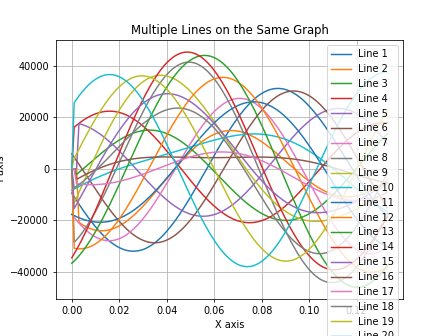 Multiple Lines on the Same Graph
40000
20000
0
−20000
−40000
0.00
0.02
0.04
0.06
0.08
0.10
X axis
Line 1
Line 2
Line 3
Line 4
Line 5
Line 6
Line 7
Line 8
Line 9
Line 10
Line 11
Line 12
Line 13
Line 14
Line 15
Line 16
Line 17
Line 18
Line 19
Line 20